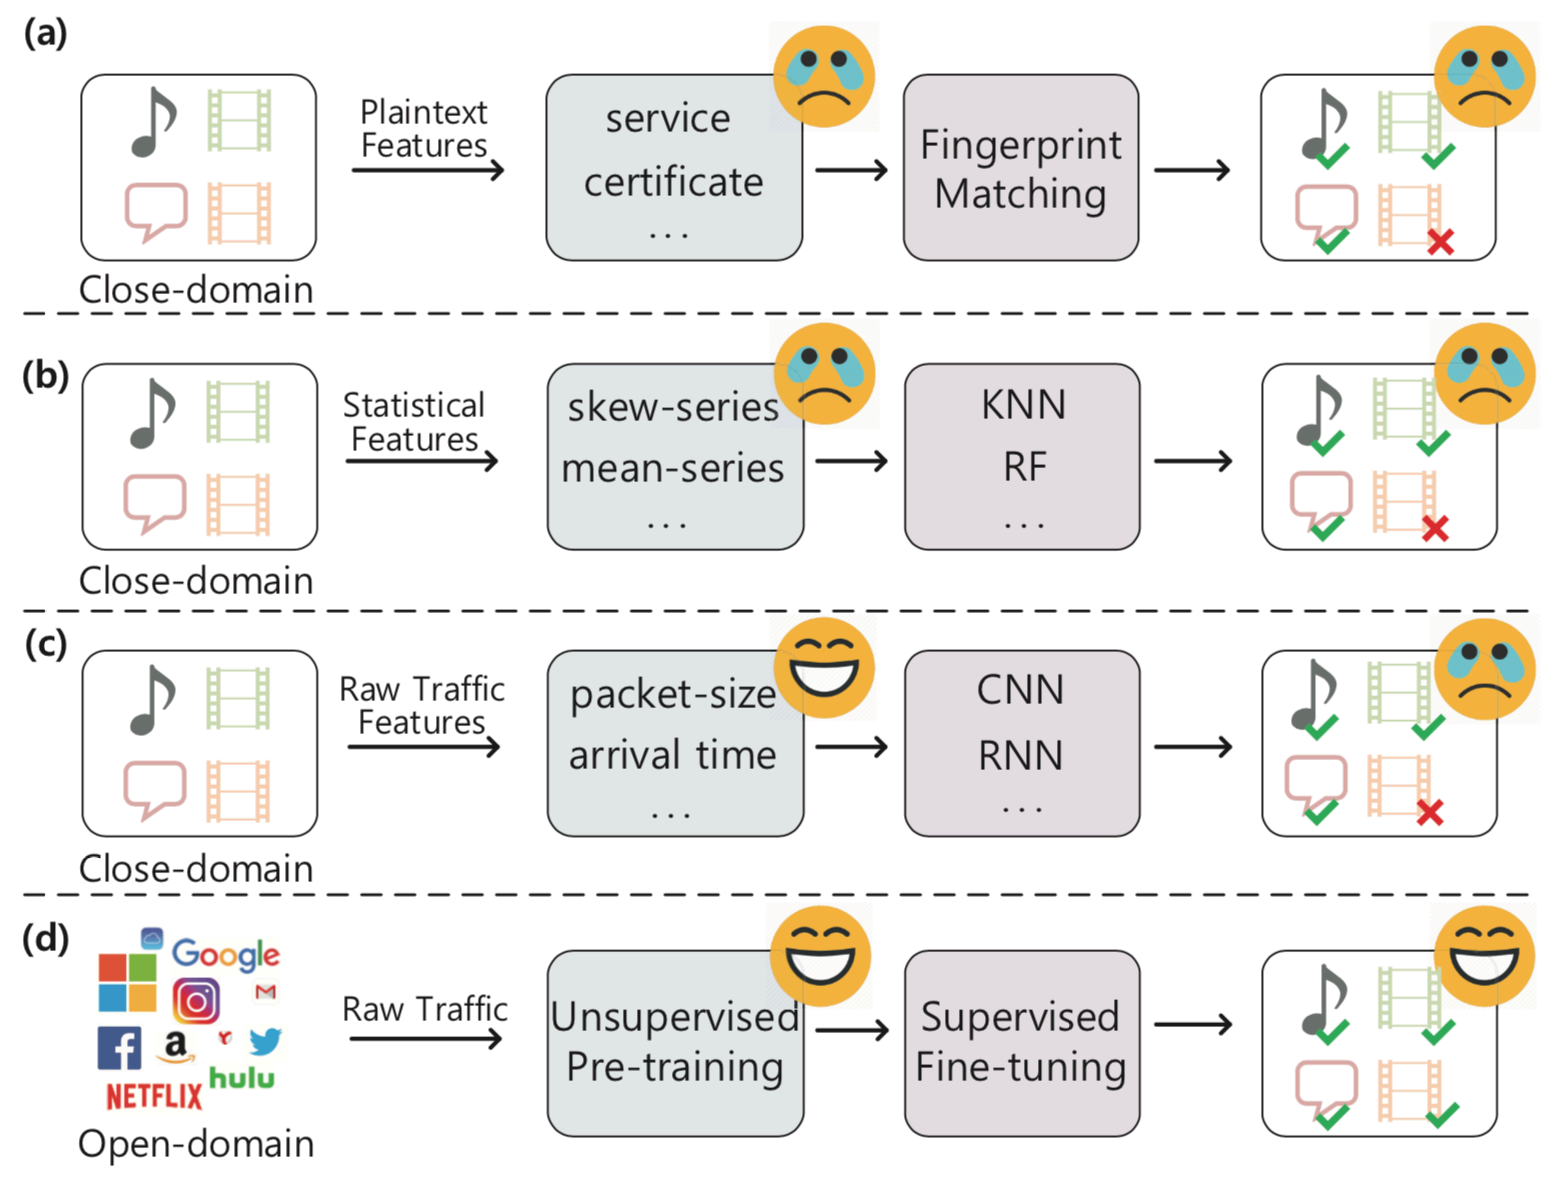 (a)
Plaintext
Features
service
certificate
...
Fingerprint
Matching
Close-domain
(b)
Statistical
Features
skew-series
mean-series
...
KNN
RF
...
Close-domain
(c)
Raw Traffic
Features
packet-size
arrival time
...
CNN
RNN
...
Close-domain
(d)
Google
a
NETFLIX
hulu
Open-domain
Raw Traffic
Unsupervised
Pre-training
Supervised
Fine-tuning